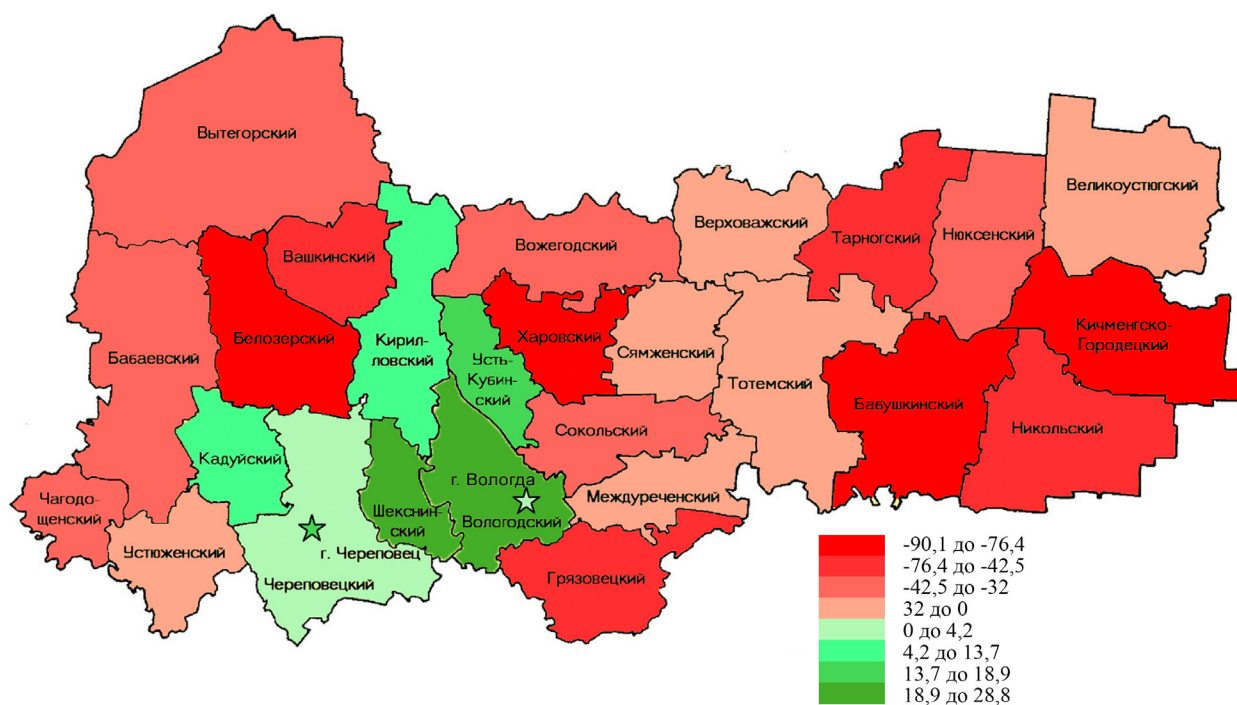 Вытегорский
Великоустюгский
Верховажский
Тарногский
Нюксенский
Вожегодский
Вашкинский
Белозерский
Харовский
Кирил-
ловский
Кичменгско-
Городецкий
Сямженский
Бабаевский
Усть-
Кубин-
ский
Тотемский
Бабушкинский
Никольский
Сокольский
Кадуйский
г. Вологда
Вологодский
Междуреченский
Чагодо-
щенский
Шекснин-
ский
Устюженский
г. Череповец
Череповецкий
Грязовецкий
-90,1 до -76,4
-76,4 до -42,5
-42,5 до -32
32 до 0
0 до 4,2
4,2 до 13,7
13,7 до 18,9
18,9 до 28,8